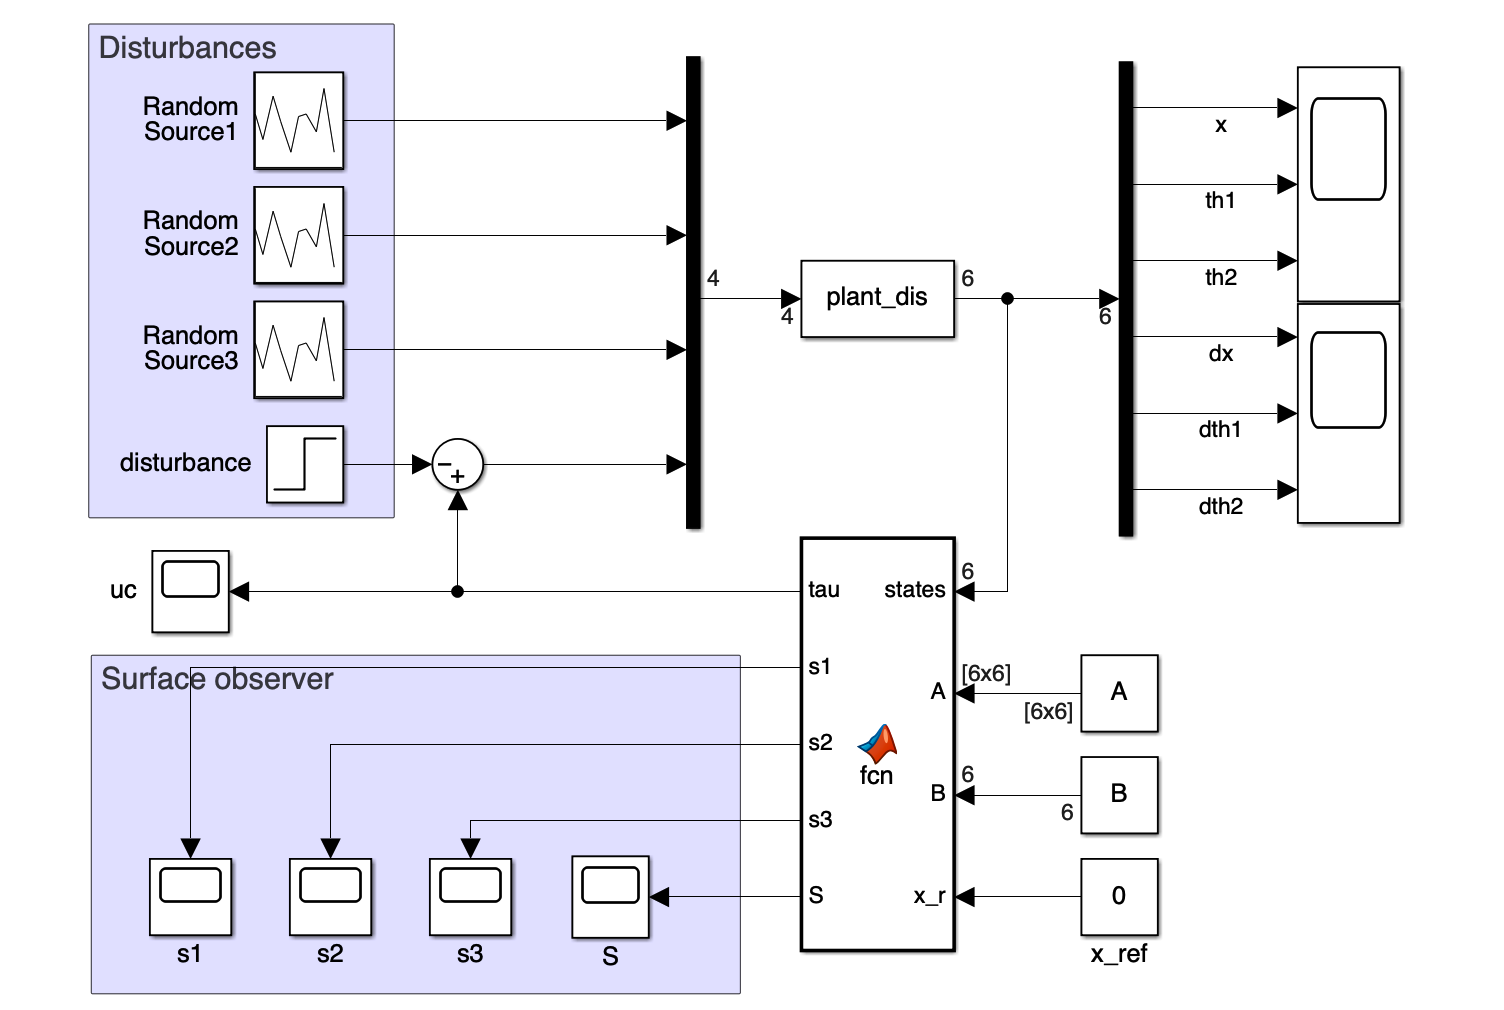 Disturbances
Random
Source1
Random
Source2
Random
Source3
disturbance
−
+
4
4
plant_dis
6
6
x
th1
th2
dx
dth1
dth2
uc
tau
states
6
Surface observer
s1
s2
s3
S
fcn
A
[6x6]
[6x6]
A
B
6
6
B
x_r
0
x_ref
s1
s2
s3
S